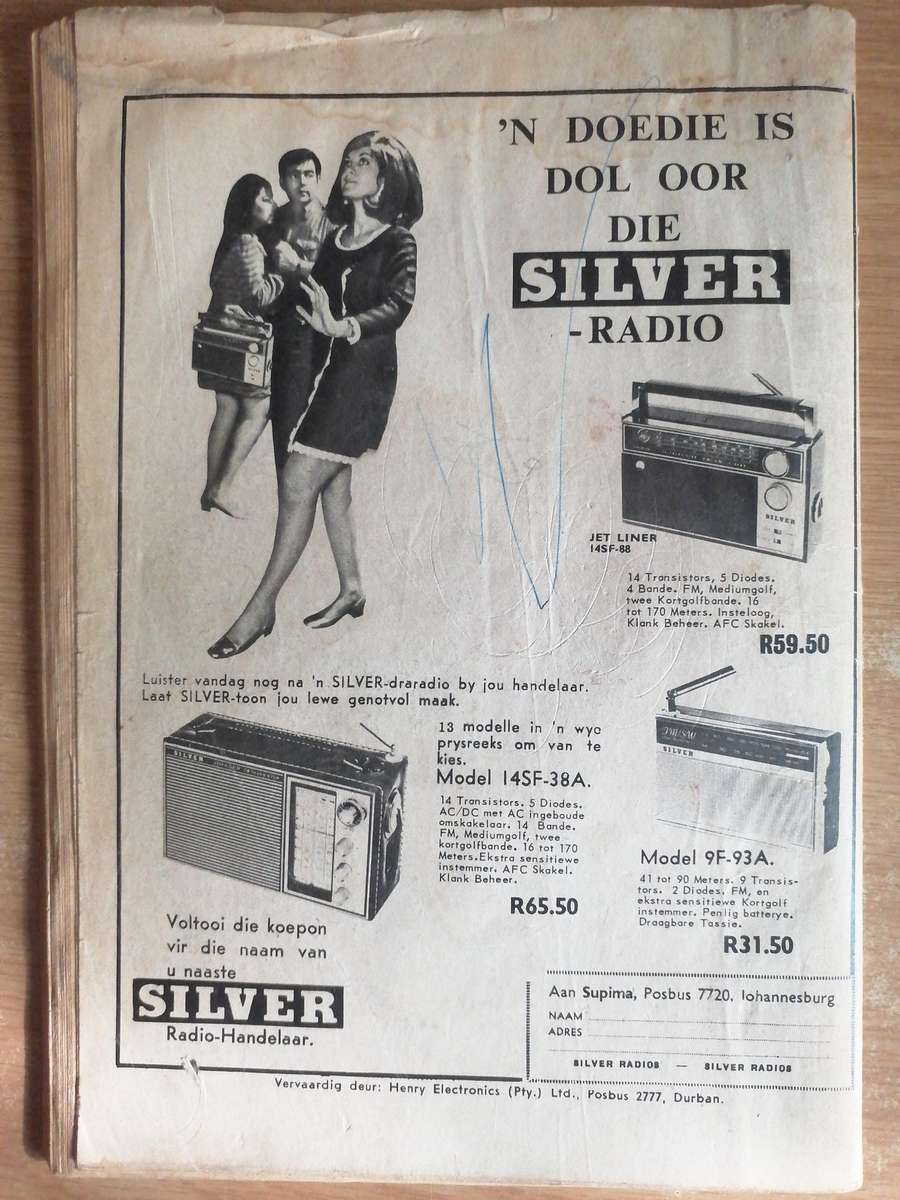 'N DOEDIE IS
DOL OOR
DIE
SILVER
-RADIO
JET LINER
14SF-88
14 Transistors, 5 Diodes.
4 Bande. FM, Mediumgolf,
twee Kortgolfbande. 16
tot 170 Meters. Insteloog,
Klank Beheer. AFC Skakel.
R59.50
SILVER
Luister vandag nog na 'n SILVER-draradio by jou handelaar.
Laat SILVER-toon jou lewe genotvol maak.
SILVER
13 modelle in 'n wye
prysreeks om van te
kies.
Model 14SF-38A.
14 Transistors. 5 Diodes.
AC/DC met AC ingeboude
omskakelaar. 14 Bande.
FM, Mediumgolf, twee
kortgolfbande. 16 tot 170
Meters.Ekstra sensitiewe
instemmer. AFC Skakel.
Klank Beheer.
R65.50
SILVER
Model 9F-93A.
41 tot 90 Meters. 9 Transis-
tors. 2 Diodes. FM, en
ekstra sensitiewe Kortgolf
instemmer. Penlig batterye.
Draagbare Tassie.
R31.50
Voltooi die koepon
vir die naam van
u naaste
SILVER
Radio-Handelaar.
Aan Supima, Posbus 7720, Johannesburg
NAAM
ADRES
SILVER RADIOS — SILVER RADIOS
Vervaardig deur: Henry Electronics (Pty.) Ltd., Posbus 2777, Durban.